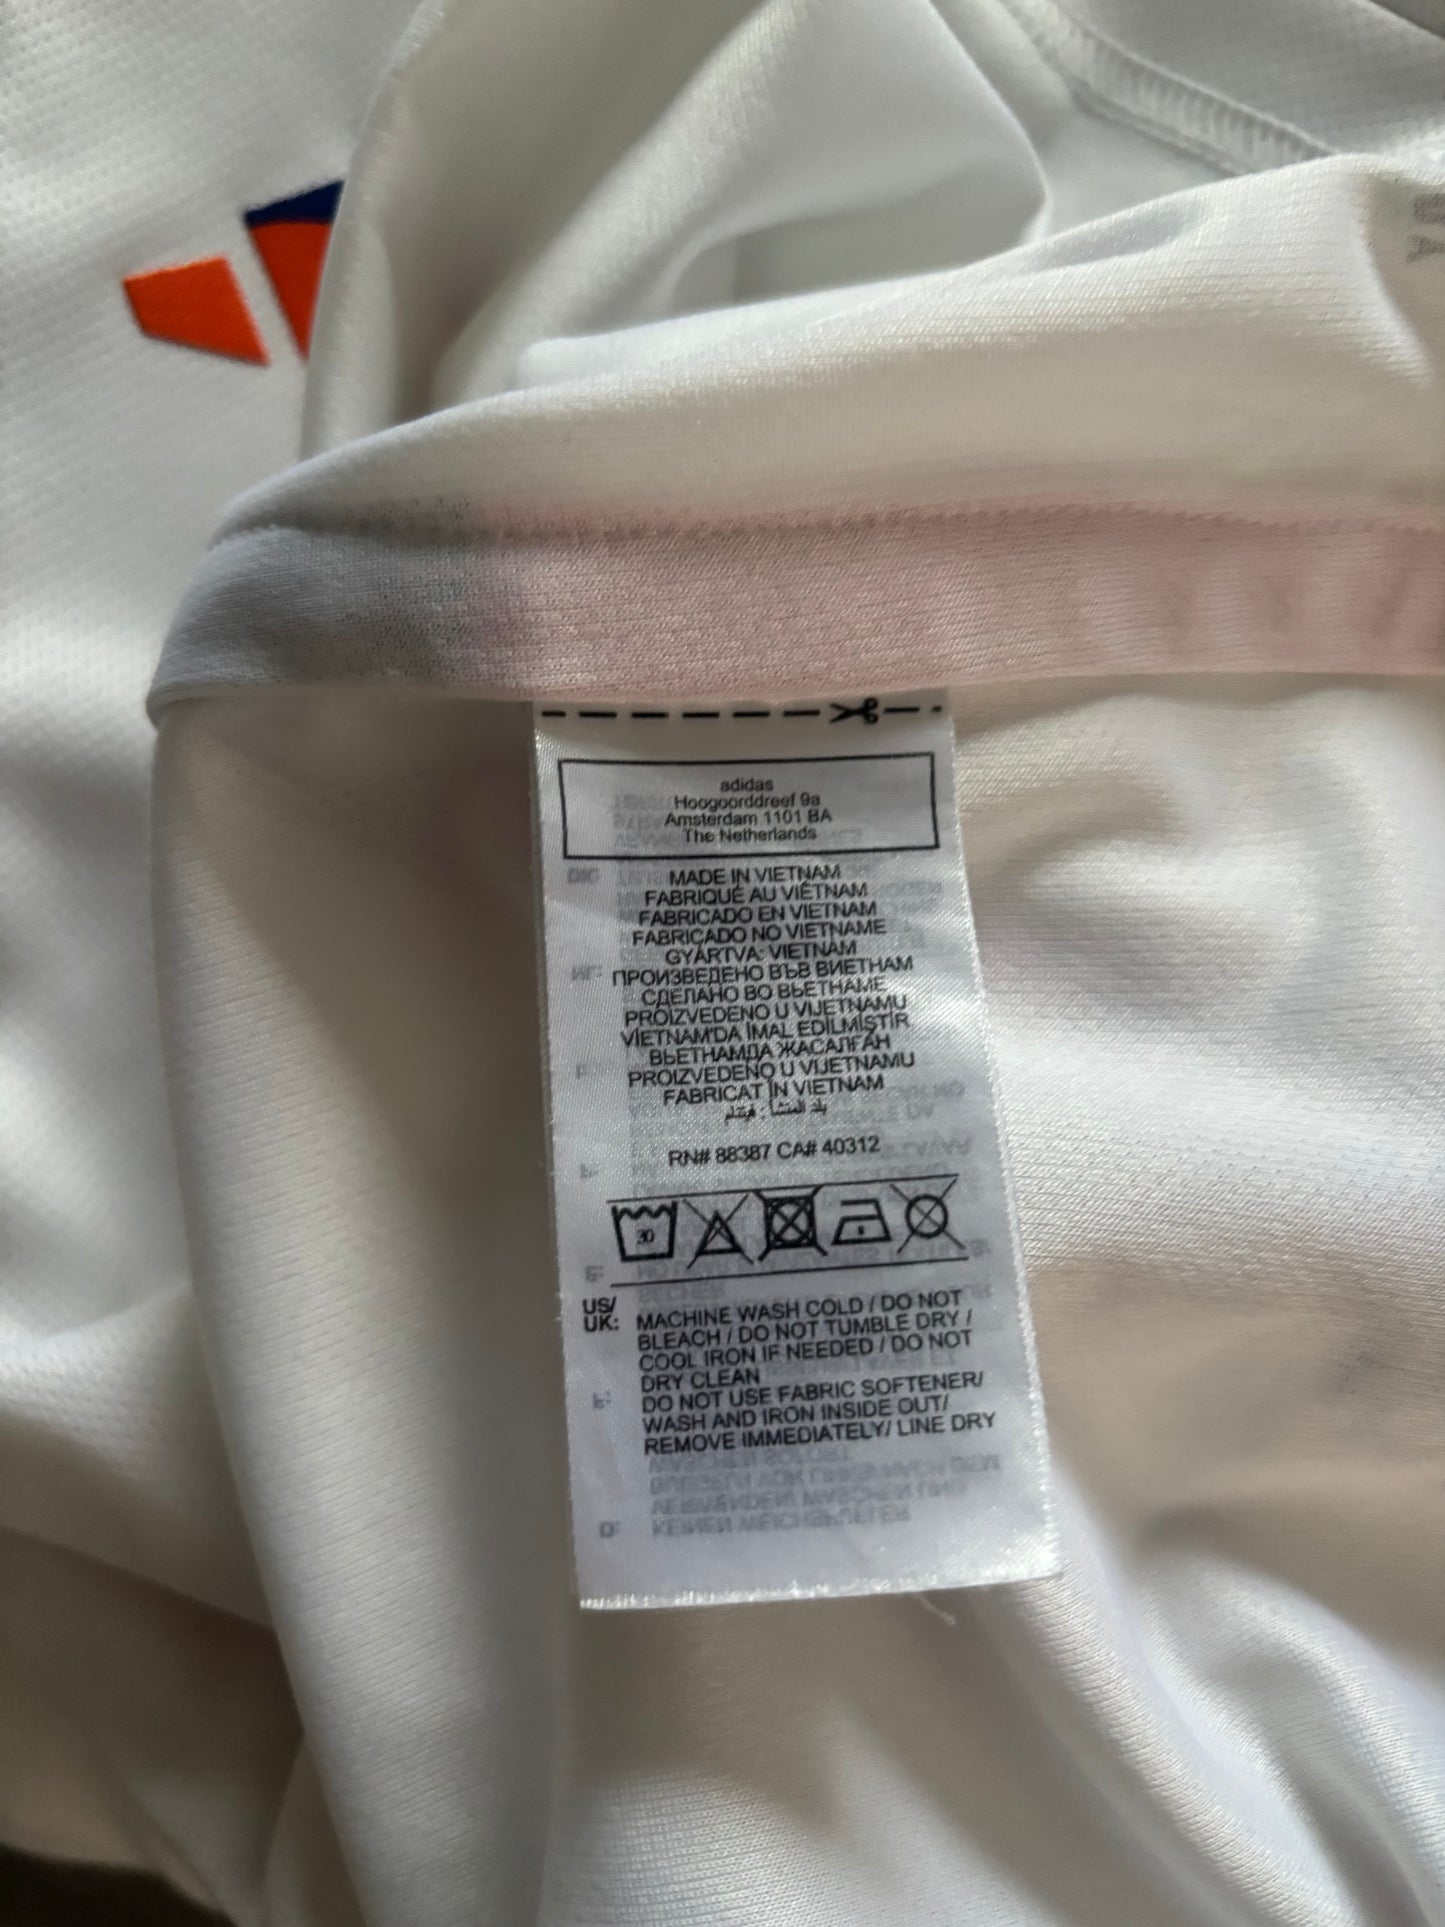 adidas
Hoogoorddreef 9a
Amsterdam 1101 BA
The Netherlands
MADE IN VIETNAM
FABRIQUÉ AU VIÊTNAM
FABRICADO EN VIETNAM
FABRICADO NO VIETNAME
GYÁRTVA: VIETNAM
ПРОИЗВЕДЕНО ВЪВ ВИЕТНАМ
СДЕЛАНО ВО ВЬЕТНАМЕ
PROIZVEDENO U VIJETNAMU
VİETNAM'DA İMAL EDİLMİŞTİR
ВЬЕТНАМДА ЖАСАЛҒАН
PROIZVEDENO U VIJETNAMU
FABRICAT ÎN VIETNAM
بلد المنشأ : فيتنام
RN# 88387 CA# 40312
30
US/
UK: MACHINE WASH COLD / DO NOT
BLEACH / DO NOT TUMBLE DRY /
COOL IRON IF NEEDED / DO NOT
DRY CLEAN
DO NOT USE FABRIC SOFTENER/
WASH AND IRON INSIDE OUT/
REMOVE IMMEDIATELY/ LINE DRY